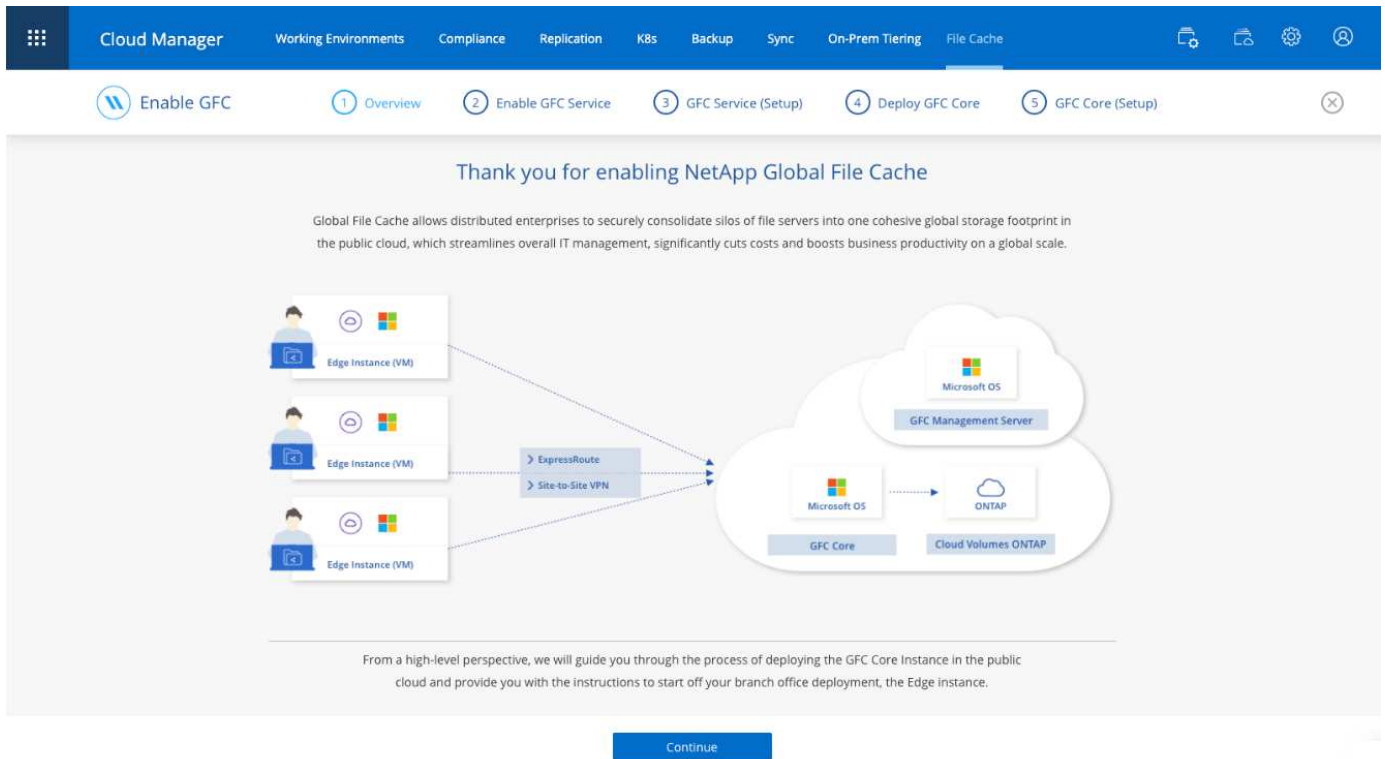 Cloud Manager Working Environments Compliance Replication K8s Backup Sync On-Prem Tiering File Cache
Enable GFC 1 Overview 2 Enable GFC Service 3 GFC Service (Setup) 4 Deploy GFC Core 5 GFC Core (Setup)
Thank you for enabling NetApp Global File Cache
Global File Cache allows distributed enterprises to securely consolidate silos of file servers into one cohesive global storage footprint in
the public cloud, which streamlines overall IT management, significantly cuts costs and boosts business productivity on a global scale.
Edge Instance (VM)
Edge Instance (VM)
Edge Instance (VM)
ExpressRoute
Site-to-Site VPN
Microsoft OS
GFC Management Server
Microsoft OS
GFC Core
ONTAP
Cloud Volumes ONTAP
From a high-level perspective, we will guide you through the process of deploying the GFC Core Instance in the public
cloud and provide you with the instructions to start off your branch office deployment, the Edge instance.
Continue